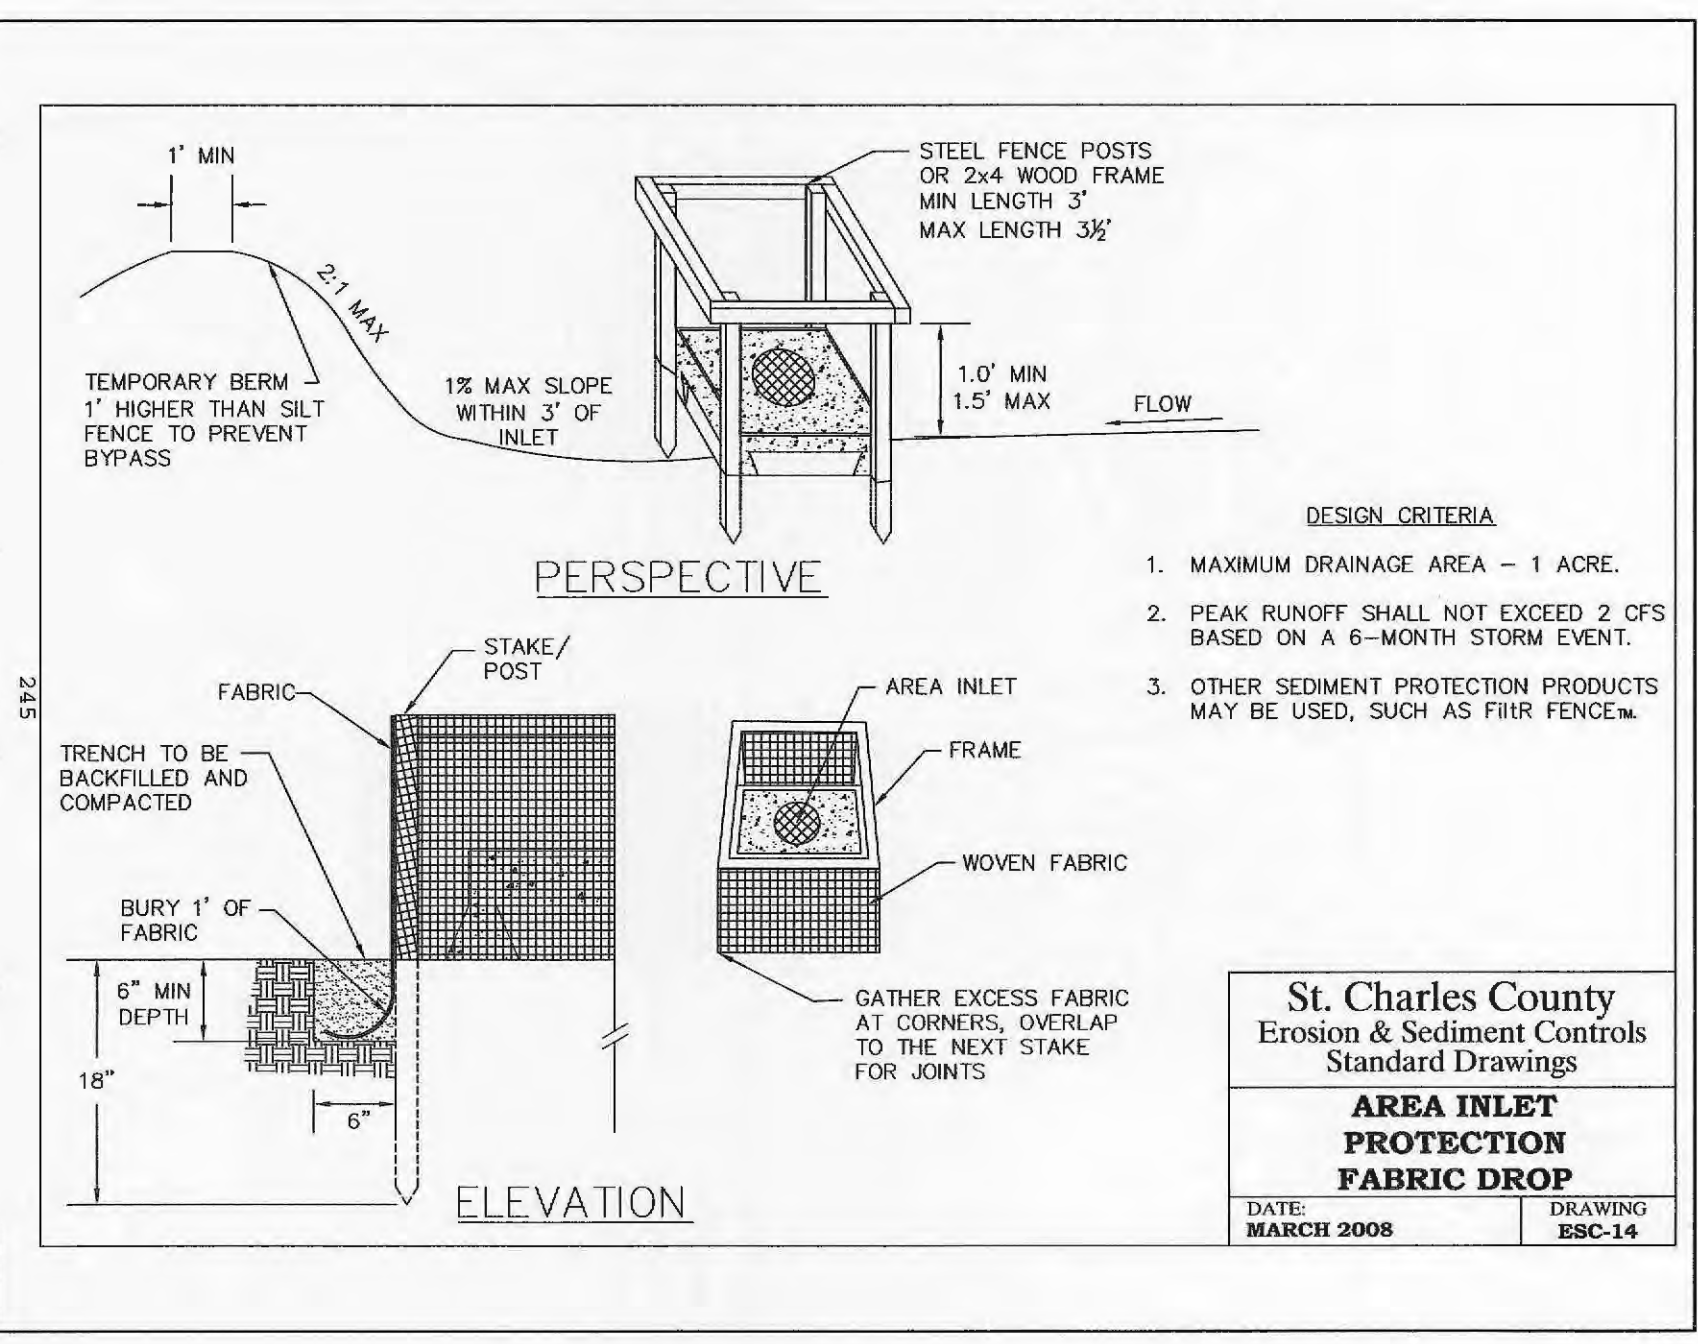 1' MIN
2:1 MAX
TEMPORARY BERM
1' HIGHER THAN SILT
FENCE TO PREVENT
BYPASS
1% MAX SLOPE
WITHIN 3' OF
INLET
STEEL FENCE POSTS
OR 2x4 WOOD FRAME
MIN LENGTH 3'
MAX LENGTH 3½'
1.0' MIN
1.5' MAX
FLOW
PERSPECTIVE
DESIGN CRITERIA
1. MAXIMUM DRAINAGE AREA – 1 ACRE.
2. PEAK RUNOFF SHALL NOT EXCEED 2 CFS
BASED ON A 6–MONTH STORM EVENT.
3. OTHER SEDIMENT PROTECTION PRODUCTS
MAY BE USED, SUCH AS FiltR FENCE™.
245
STAKE/
POST
FABRIC
TRENCH TO BE
BACKFILLED AND
COMPACTED
BURY 1' OF
FABRIC
6" MIN
DEPTH
18"
6"
ELEVATION
AREA INLET
FRAME
WOVEN FABRIC
GATHER EXCESS FABRIC
AT CORNERS, OVERLAP
TO THE NEXT STAKE
FOR JOINTS
St. Charles County
Erosion & Sediment Controls
Standard Drawings
AREA INLET
PROTECTION
FABRIC DROP
DATE:
MARCH 2008
DRAWING
ESC-14